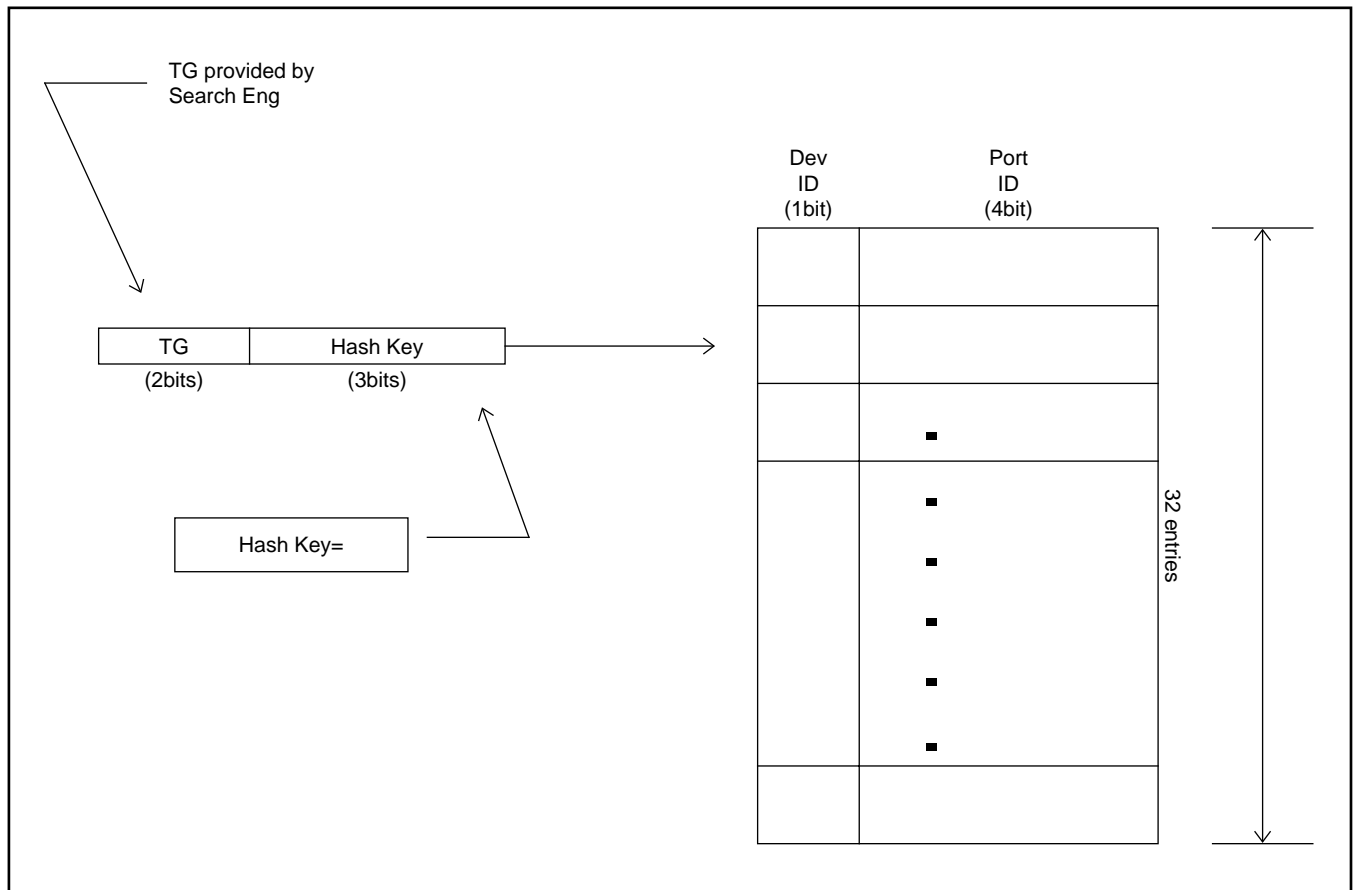 TG provided by
Search Eng
Dev
ID
(1bit)
Port
ID
(4bit)
TG
Hash Key
(2bits)
(3bits)
32 entries
Hash Key=